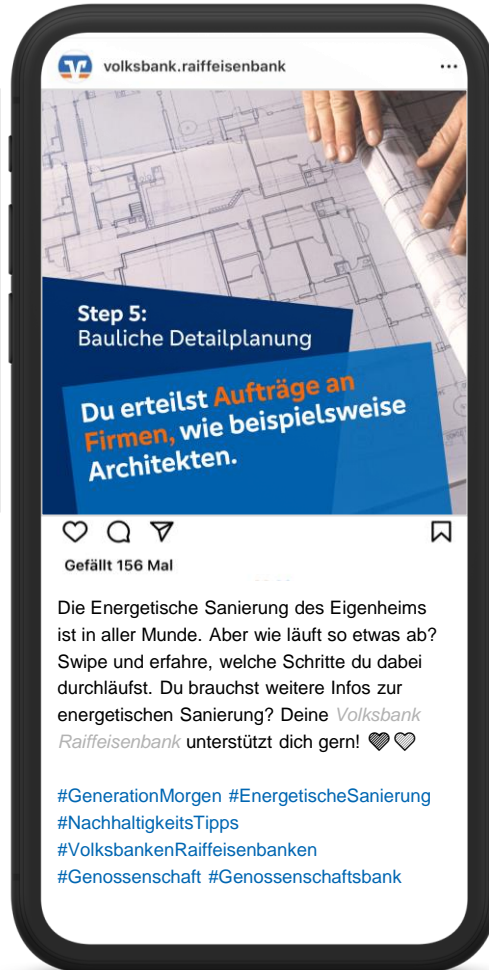 volksbank.raiffeisenbank
Step 5:
Bauliche Detailplanung
Du erteilst Aufträge an
Firmen, wie beispielsweise
Architekten.
Gefällt 156 Mal
Die Energetische Sanierung des Eigenheims
ist in aller Munde. Aber wie läuft so etwas ab?
Swipe und erfahre, welche Schritte du dabei
durchläufst. Du brauchst weitere Infos zur
energetischen Sanierung? Deine Volksbank
Raiffeisenbank unterstützt dich gern!
#GenerationMorgen #EnergetischeSanierung
#NachhaltigkeitsTipps
#VolksbankenRaiffeisenbanken
#Genossenschaft #Genossenschaftsbank